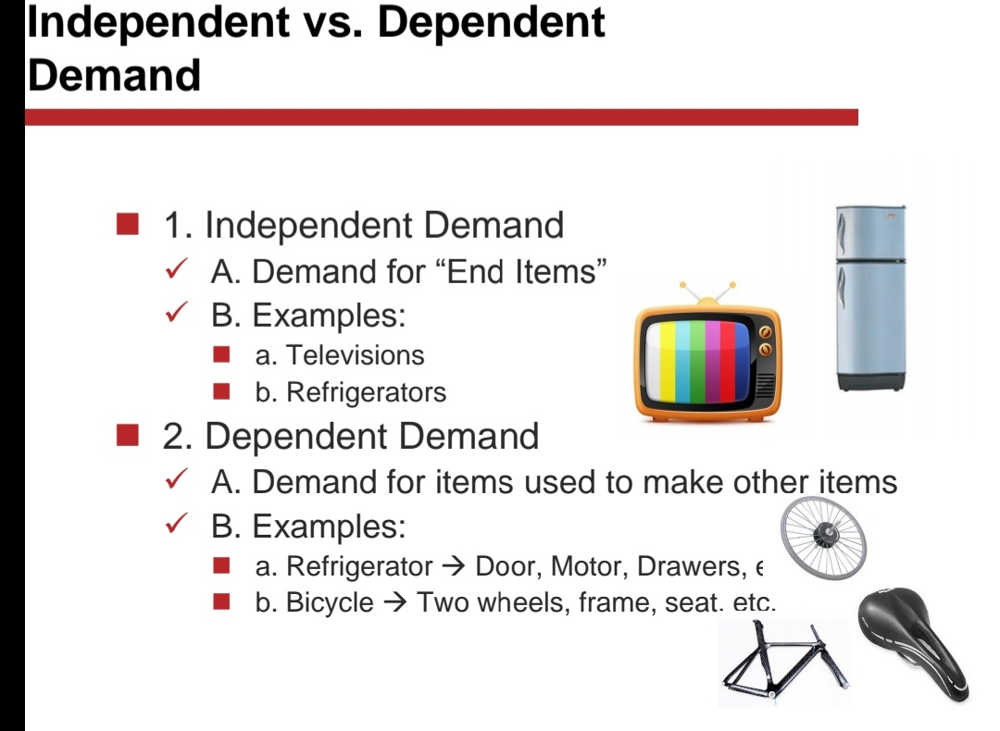 Independent vs. Dependent
Demand
1. Independent Demand
A. Demand for “End Items”
B. Examples:
a. Televisions
b. Refrigerators
2. Dependent Demand
A. Demand for items used to make other items
B. Examples:
a. Refrigerator → Door, Motor, Drawers,
b. Bicycle → Two wheels, frame, seat, etc.